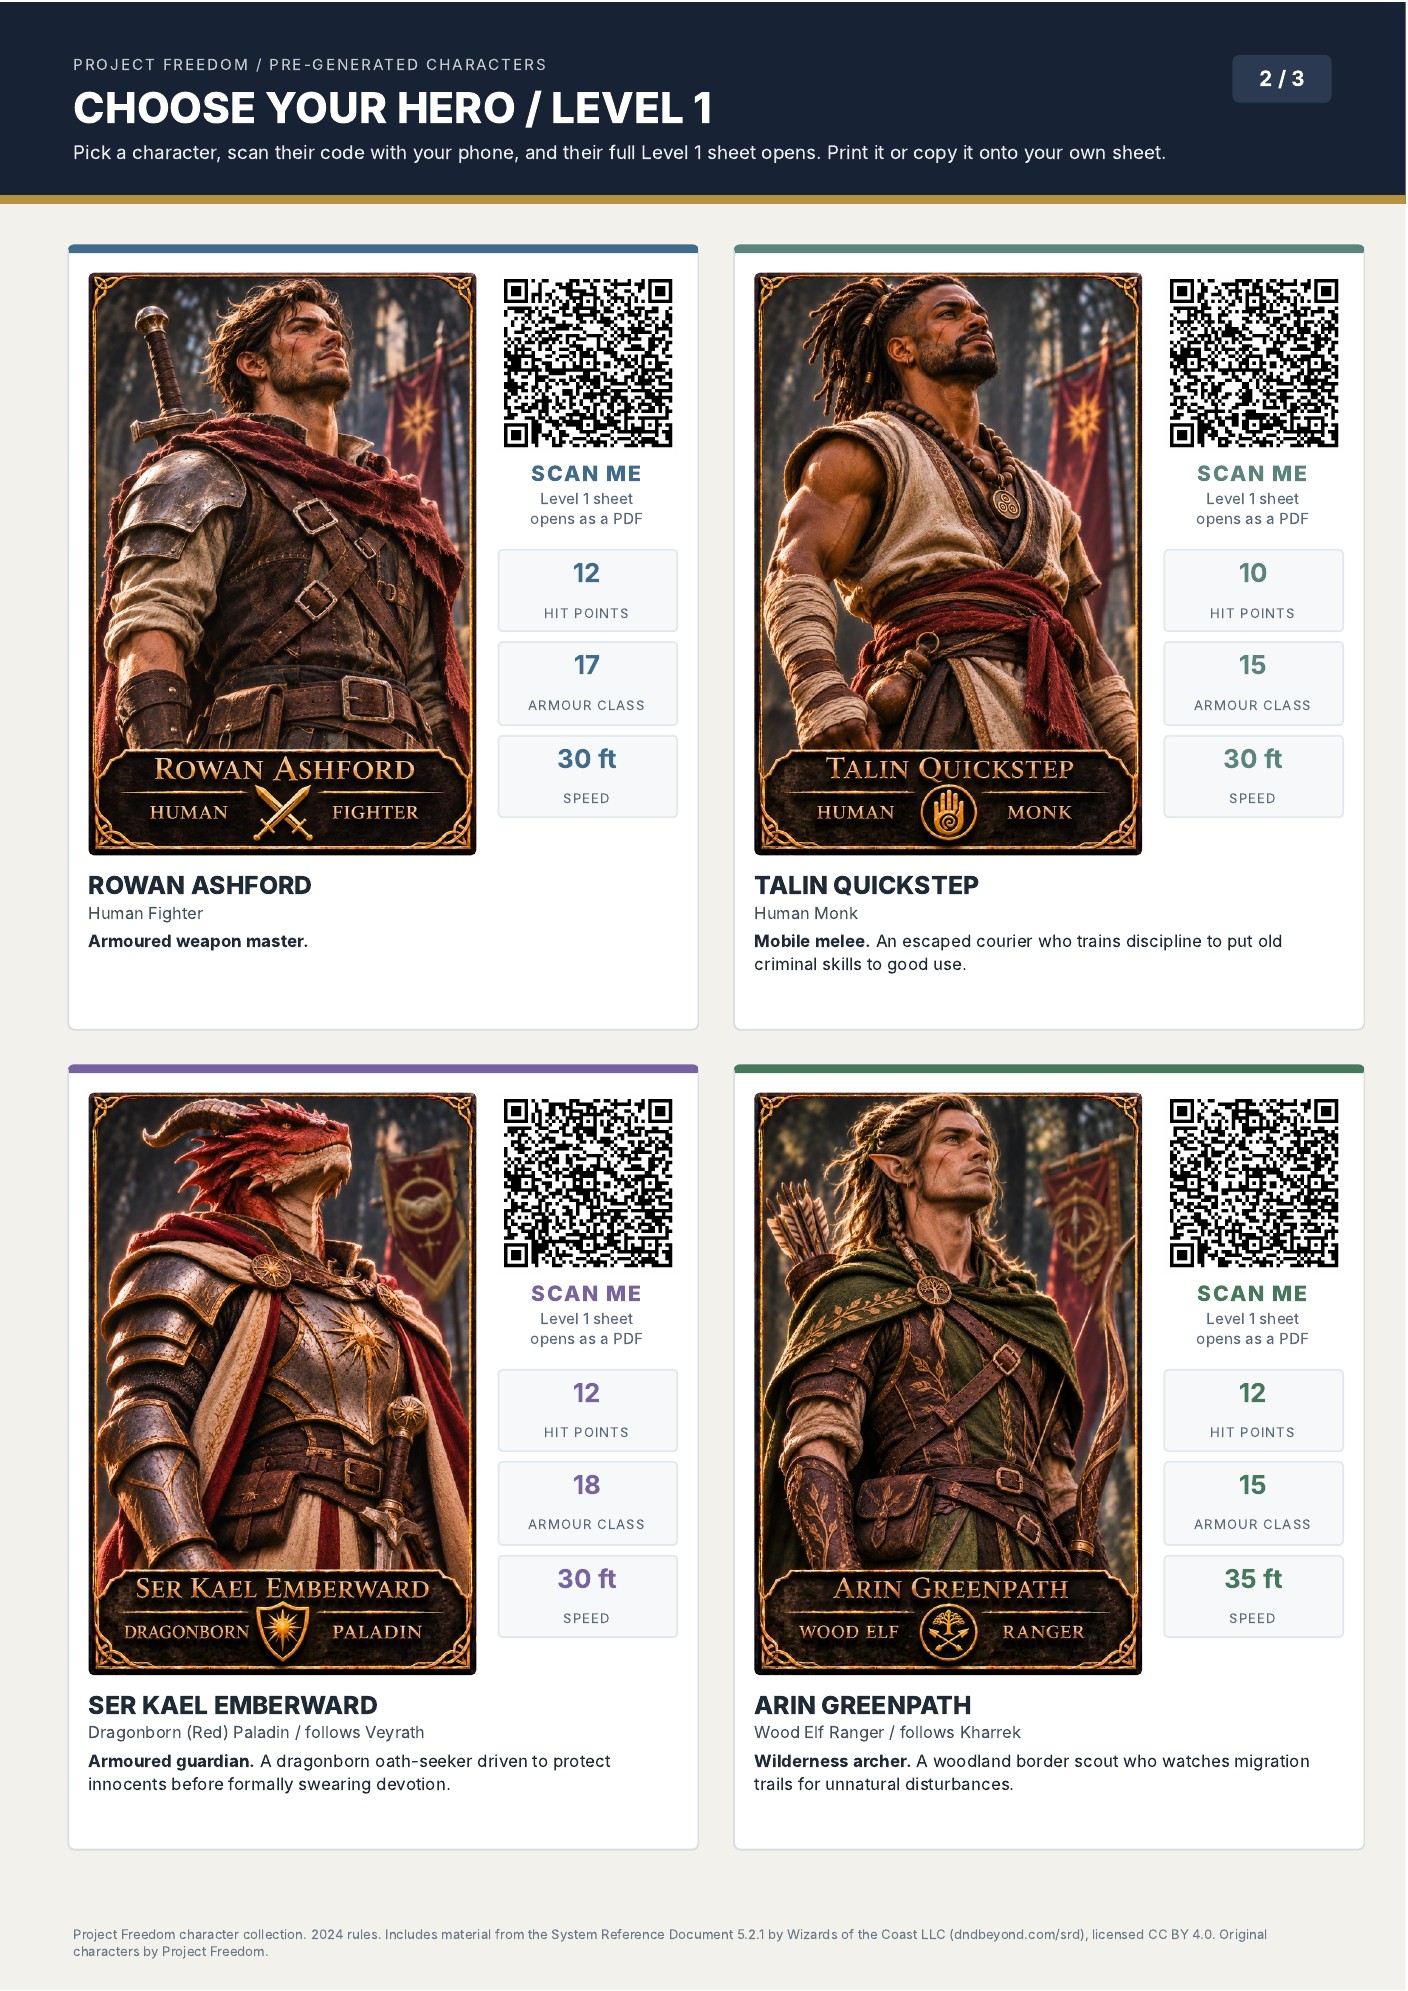 PROJECT FREEDOM / PRE-GENERATED CHARACTERS
CHOOSE YOUR HERO / LEVEL 1
Pick a character, scan their code with your phone, and their full Level 1 sheet opens. Print it or copy it onto your own sheet.
2 / 3
ROWAN ASHFORD
HUMAN FIGHTER
SCAN ME
Level 1 sheet
opens as a PDF
12
HIT POINTS
17
ARMOUR CLASS
30 ft
SPEED
ROWAN ASHFORD
Human Fighter
Armoured weapon master.
TALIN QUICKSTEP
HUMAN MONK
SCAN ME
Level 1 sheet
opens as a PDF
10
HIT POINTS
15
ARMOUR CLASS
30 ft
SPEED
TALIN QUICKSTEP
Human Monk
Mobile melee. An escaped courier who trains discipline to put old
criminal skills to good use.
SER KAEL EMBERWARD
DRAGONBORN PALADIN
SCAN ME
Level 1 sheet
opens as a PDF
12
HIT POINTS
18
ARMOUR CLASS
30 ft
SPEED
SER KAEL EMBERWARD
Dragonborn (Red) Paladin / follows Veyrath
Armoured guardian. A dragonborn oath-seeker driven to protect
innocents before formally swearing devotion.
ARIN GREENPATH
WOOD ELF RANGER
SCAN ME
Level 1 sheet
opens as a PDF
12
HIT POINTS
15
ARMOUR CLASS
35 ft
SPEED
ARIN GREENPATH
Wood Elf Ranger / follows Kharrek
Wilderness archer. A woodland border scout who watches migration
trails for unnatural disturbances.
Project Freedom character collection. 2024 rules. Includes material from the System Reference Document 5.2.1 by Wizards of the Coast LLC (dndbeyond.com/srd), licensed CC BY 4.0. Original
characters by Project Freedom.